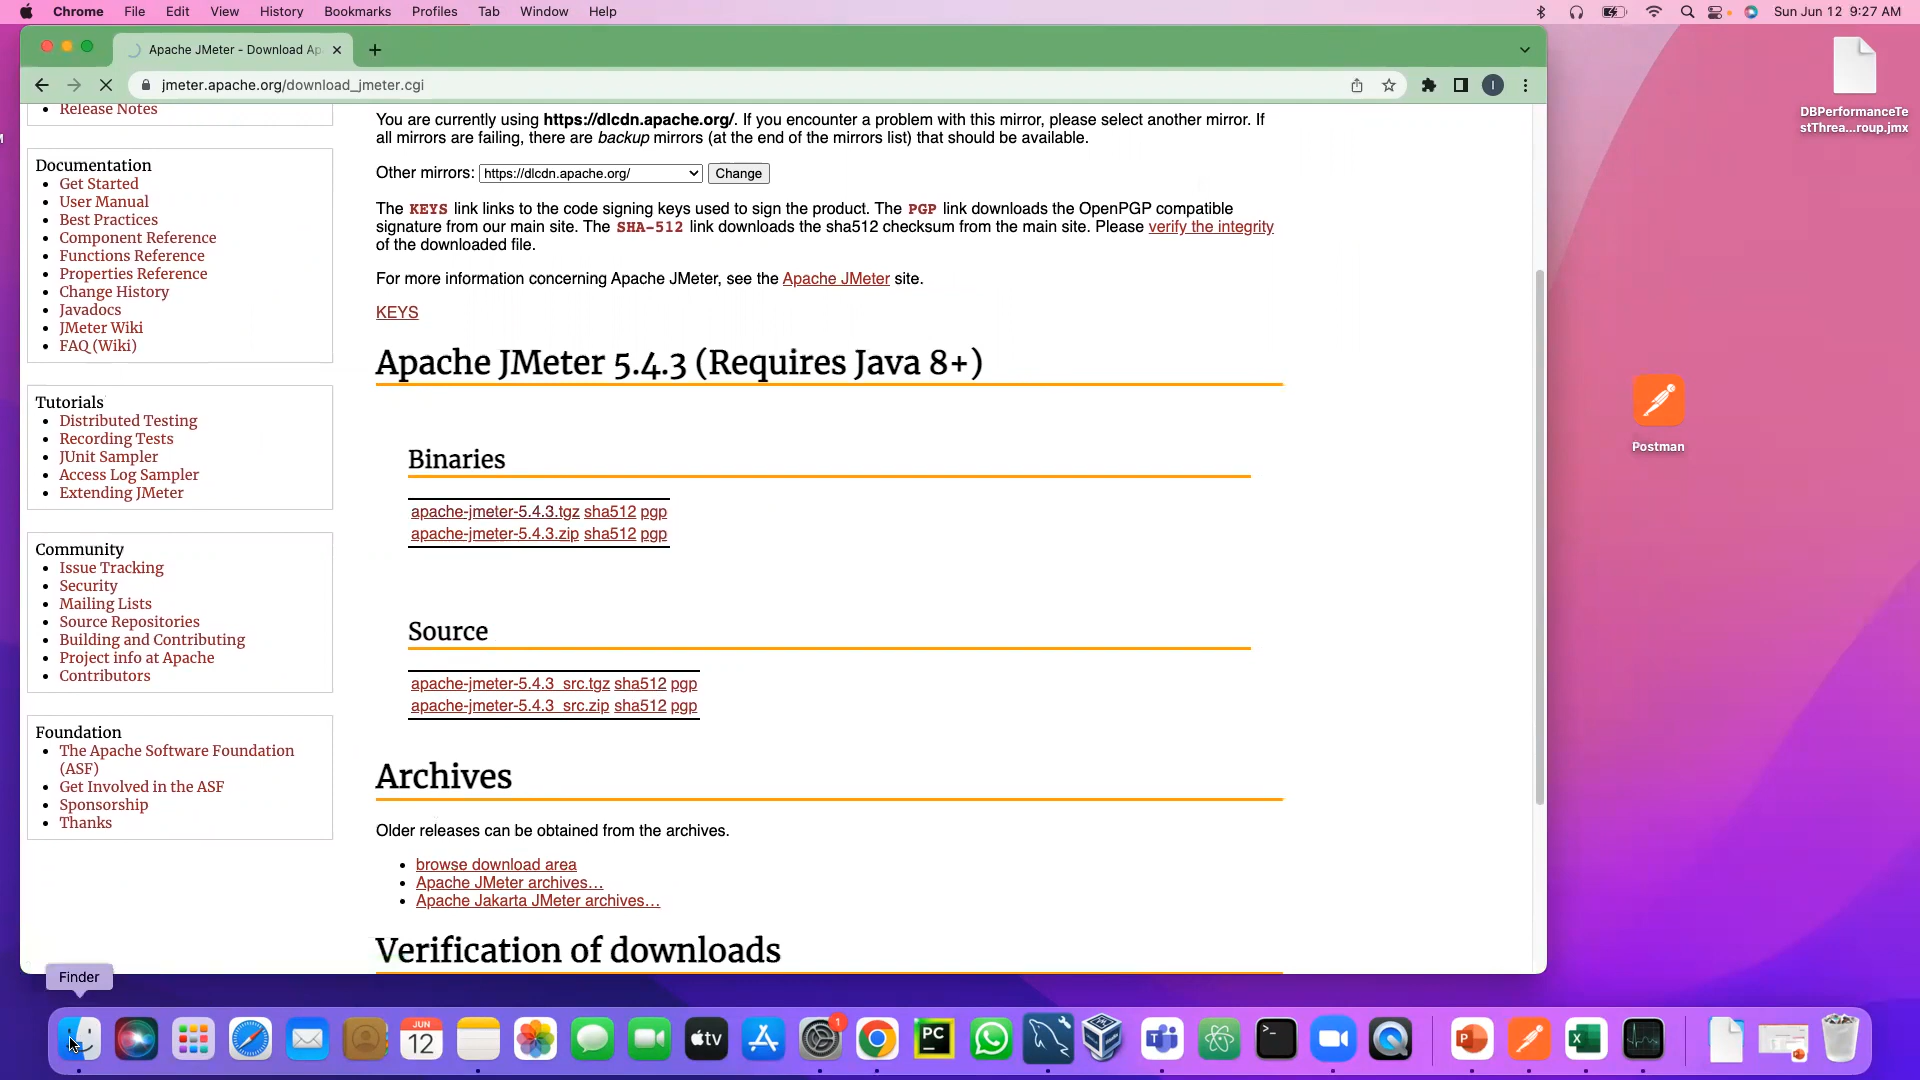 Chrome File Edit View History Bookmarks Profiles Tab Window Help
Sun Jun 12 9:27 AM
Apache JMeter - Download Ap
jmeter.apache.org/download_jmeter.cgi
I
Release Notes
Documentation
Get Started
User Manual
Best Practices
Component Reference
Functions Reference
Properties Reference
Change History
Javadocs
JMeter Wiki
FAQ (Wiki)
Tutorials
Distributed Testing
Recording Tests
JUnit Sampler
Access Log Sampler
Extending JMeter
Community
Issue Tracking
Security
Mailing Lists
Source Repositories
Building and Contributing
Project info at Apache
Contributors
Foundation
The Apache Software Foundation
(ASF)
Get Involved in the ASF
Sponsorship
Thanks
You are currently using https://dlcdn.apache.org/. If you encounter a problem with this mirror, please select another mirror. If
all mirrors are failing, there are backup mirrors (at the end of the mirrors list) that should be available.
Other mirrors: https://dlcdn.apache.org/ Change
The KEYS link links to the code signing keys used to sign the product. The PGP link downloads the OpenPGP compatible
signature from our main site. The SHA-512 link downloads the sha512 checksum from the main site. Please verify the integrity
of the downloaded file.
For more information concerning Apache JMeter, see the Apache JMeter site.
KEYS
Apache JMeter 5.4.3 (Requires Java 8+)
Binaries
apache-jmeter-5.4.3.tgz sha512 pgp
apache-jmeter-5.4.3.zip sha512 pgp
Source
apache-jmeter-5.4.3_src.tgz sha512 pgp
apache-jmeter-5.4.3_src.zip sha512 pgp
Archives
Older releases can be obtained from the archives.
browse download area
Apache JMeter archives…
Apache Jakarta JMeter archives…
Verification of downloads
DBPerformanceTe
stThrea...roup.jmx
Postman
Finder
JUN
12
tv
1
PC